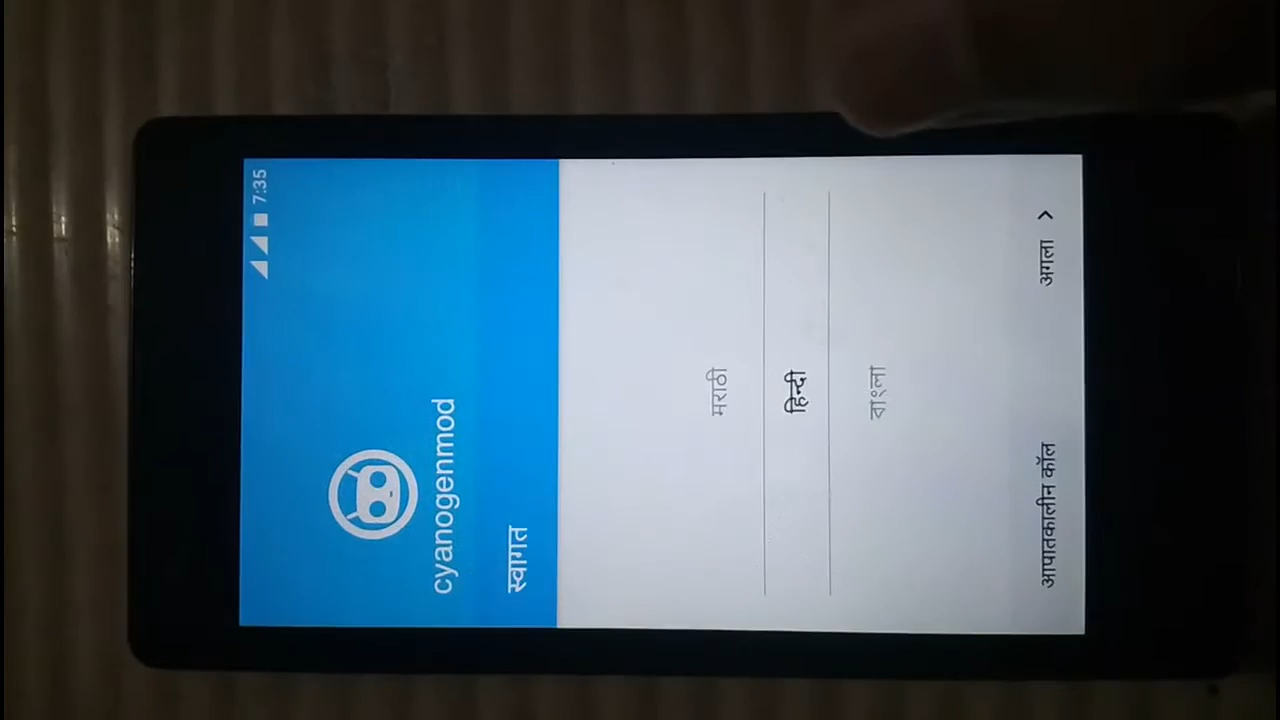 7:35
cyanogenmod
स्वागत
मराठी
हिन्दी
বাংলা
आपातकालीन कॉल
अगला